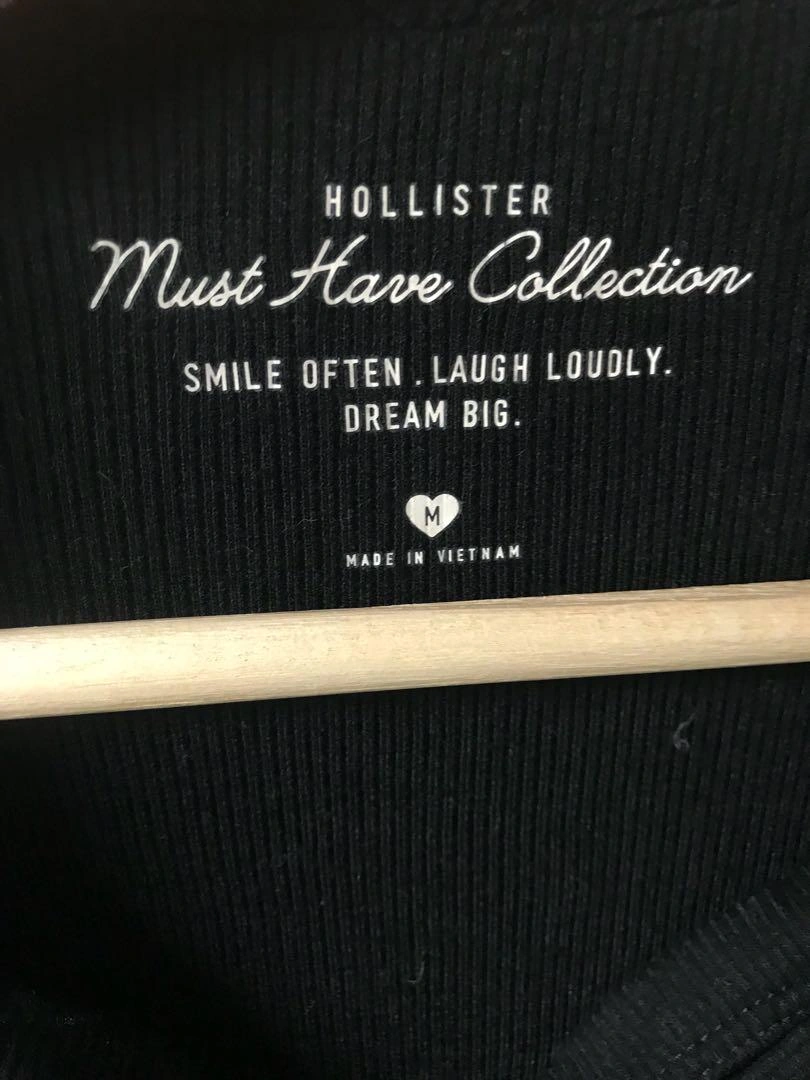 HOLLISTER
Must Have Collection
SMILE OFTEN. LAUGH LOUDLY.
DREAM BIG.
M
MADE IN VIETNAM